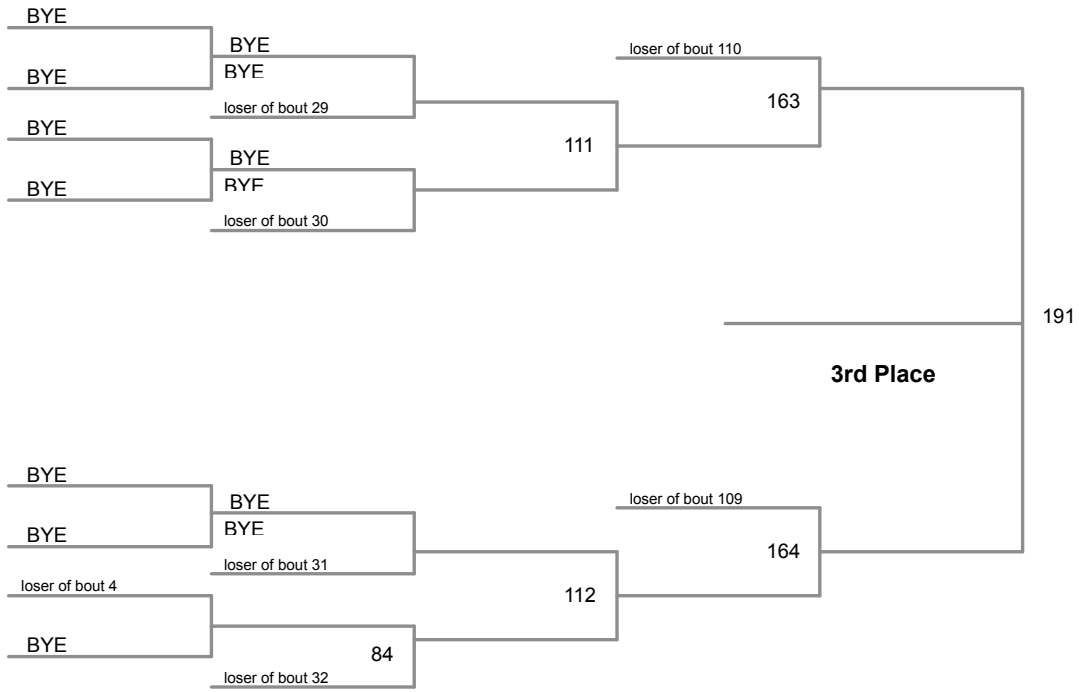 BYE
BYE
BYE
loser of bout 110
BYE
BYE
163
loser of bout 29
BYE
111
BYE
BYE
BYE
loser of bout 30
191
3rd Place
BYE
BYE
loser of bout 109
BYE
BYE
164
loser of bout 31
loser of bout 4
112
BYE
84
loser of bout 32